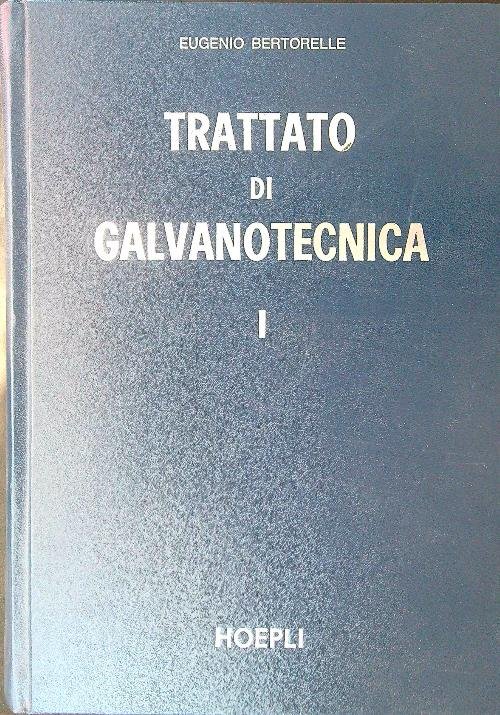 EUGENIO BERTORELLE
TRATTATO
DI
GALVANOTECNICA
I
HOEPLI